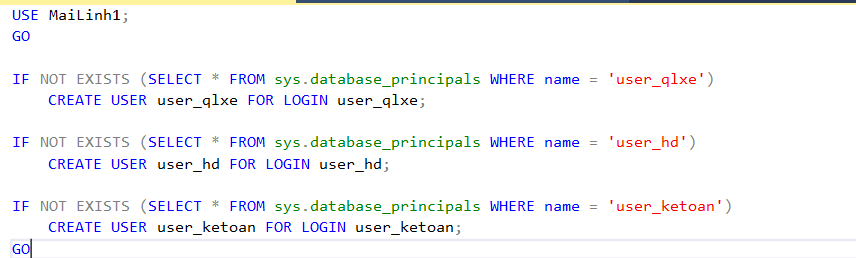 USE MaiLinh1;
GO
IF NOT EXISTS (SELECT * FROM sys.database_principals WHERE name = 'user_qlxe')
CREATE USER user_qlxe FOR LOGIN user_qlxe;
IF NOT EXISTS (SELECT * FROM sys.database_principals WHERE name = 'user_hd')
CREATE USER user_hd FOR LOGIN user_hd;
IF NOT EXISTS (SELECT * FROM sys.database_principals WHERE name = 'user_ketoan')
CREATE USER user_ketoan FOR LOGIN user_ketoan;
GO